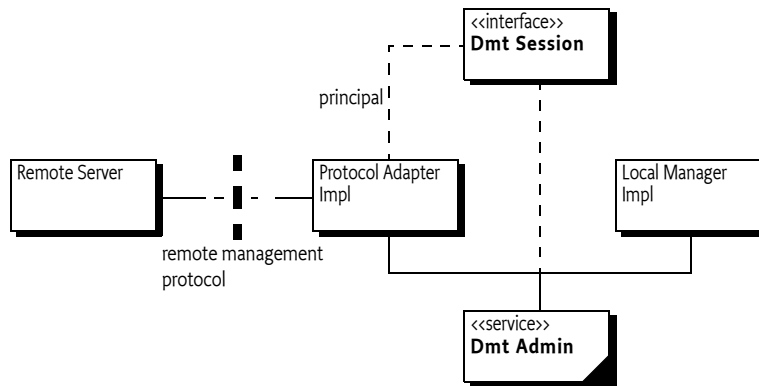 <<interface>>
Dmt Session
principal
Remote Server
Protocol Adapter
Impl
Local Manager
Impl
remote management
protocol
<<service>>
Dmt Admin